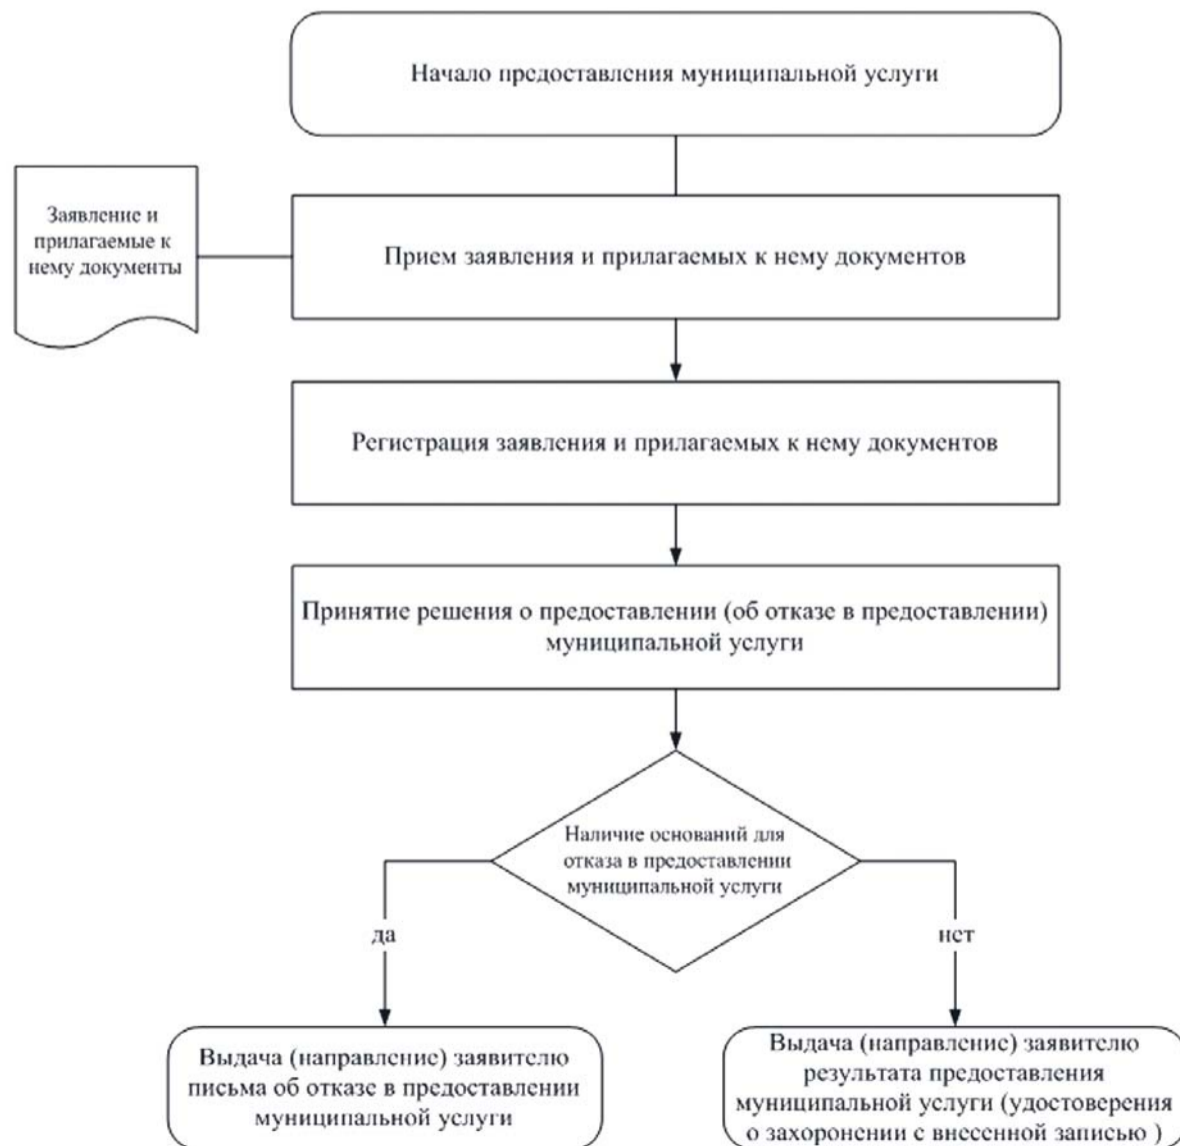 Начало предоставления муниципальной услуги
Заявление и
прилагаемые к
нему документы
Прием заявления и прилагаемых к нему документов
Регистрация заявления и прилагаемых к нему документов
Принятие решения о предоставлении (об отказе в предоставлении)
муниципальной услуги
Наличие оснований для
отказа в предоставлении
муниципальной услуги
да
нет
Выдача (направление) заявителю
письма об отказе в предоставлении
муниципальной услуги
Выдача (направление) заявителю
результата предоставления
муниципальной услуги (удостоверения
о захоронении с внесенной записью )